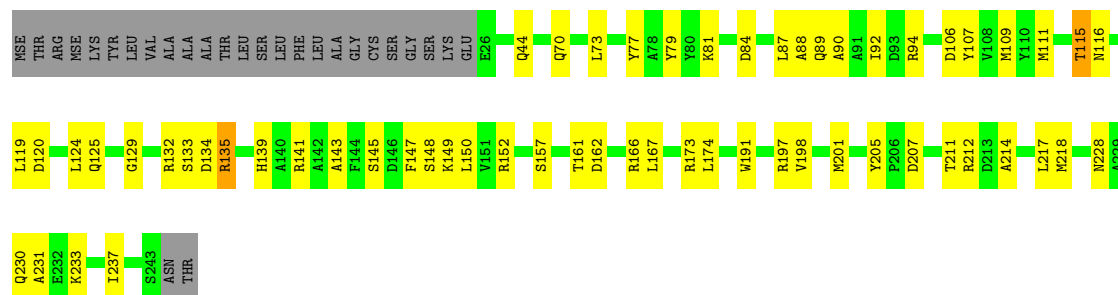 MSE THR ARG MSE LYS TYR LEU VAL ALA ALA ALA THR LEU SER LEU PHE LEU ALA GLY CYS SER GLY SER LYS GLU E26 Q44 Q70 L73 Y77 A78 Y79 Y80 K81 D84 L87 A88 Q89 A90 A91 I92 D93 R94 D106 Y107 V108 M109 Y110 M111 T115 N116
L119 D120 L124 Q125 G129 R132 S133 D134 R135 H139 A140 R141 A142 A143 F144 S145 D146 F147 S148 K149 L150 V151 R152 S157 T161 D162 R166 L167 R173 L174 W191 R197 V198 M201 Y205 P206 D207 T211 R212 D213 A214 L217 M218 N228 A229
Q230 A231 E232 K233 I237 S243 ASN THR